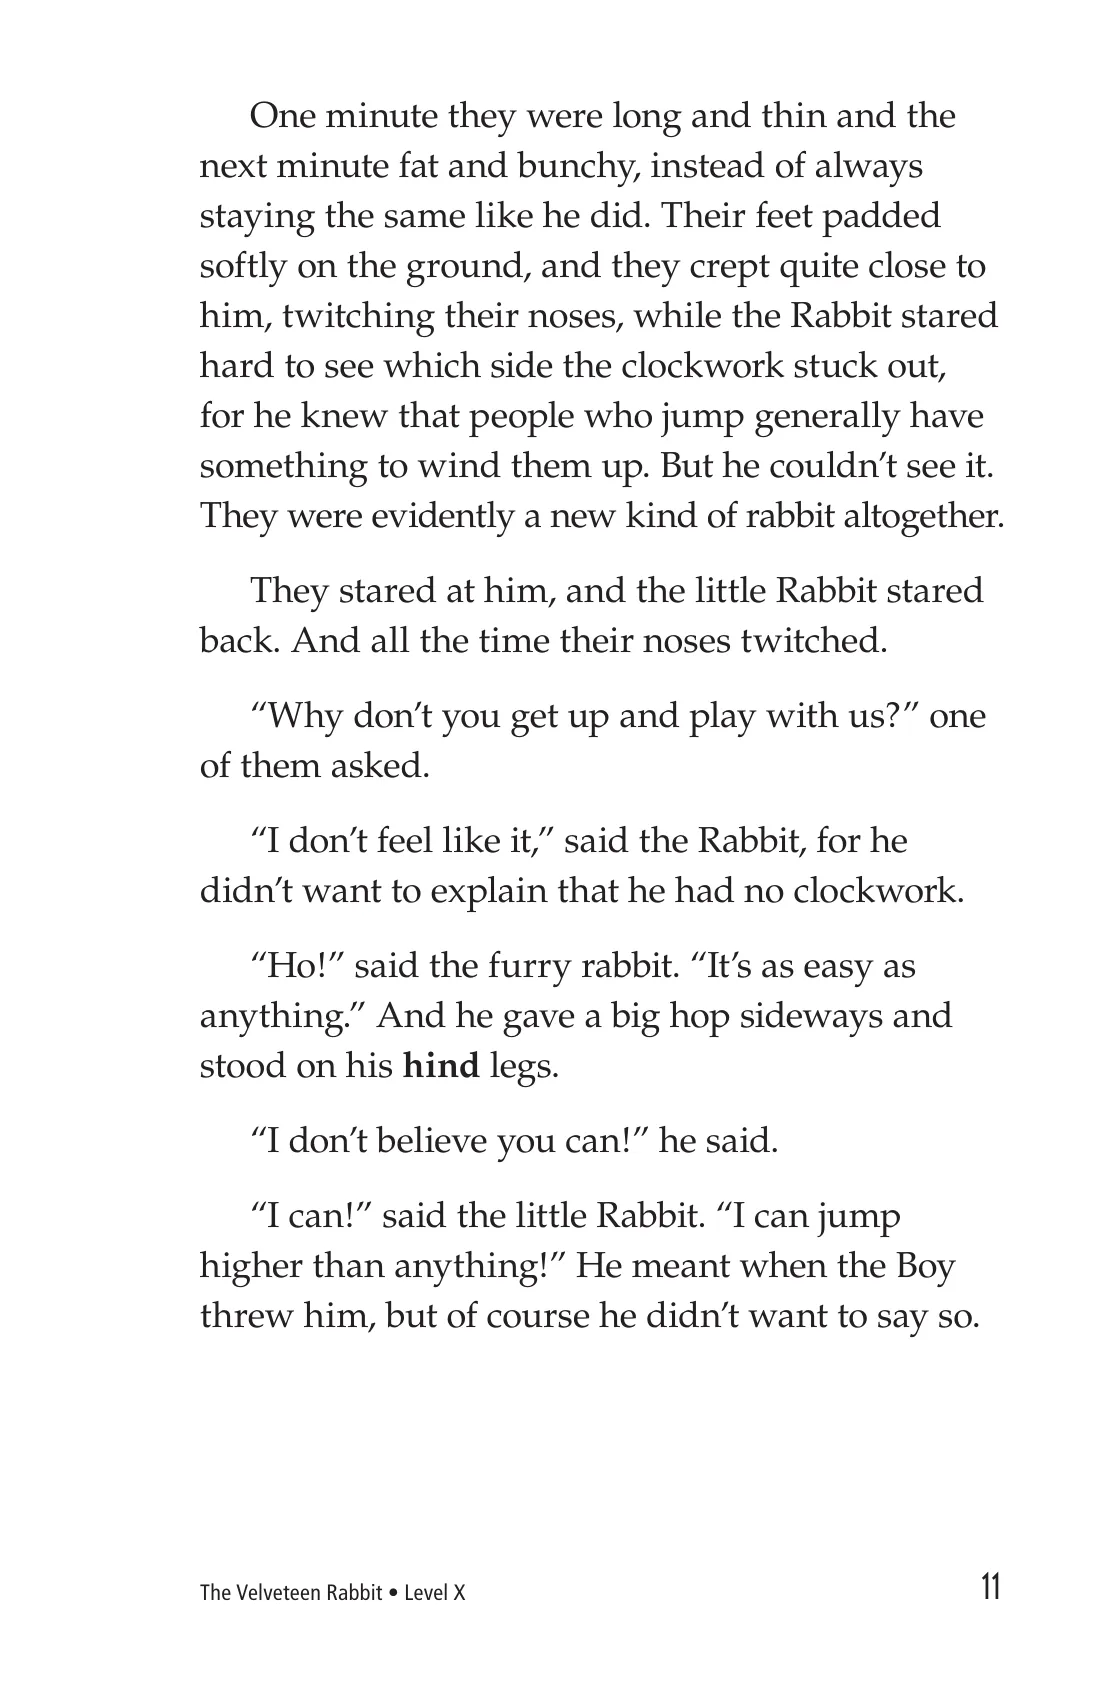 One minute they were long and thin and the
next minute fat and bunchy, instead of always
staying the same like he did. Their feet padded
softly on the ground, and they crept quite close to
him, twitching their noses, while the Rabbit stared
hard to see which side the clockwork stuck out,
for he knew that people who jump generally have
something to wind them up. But he couldn’t see it.
They were evidently a new kind of rabbit altogether.
They stared at him, and the little Rabbit stared
back. And all the time their noses twitched.
“Why don’t you get up and play with us?” one
of them asked.
“I don’t feel like it,” said the Rabbit, for he
didn’t want to explain that he had no clockwork.
“Ho!” said the furry rabbit. “It’s as easy as
anything.” And he gave a big hop sideways and
stood on his hind legs.
“I don’t believe you can!” he said.
“I can!” said the little Rabbit. “I can jump
higher than anything!” He meant when the Boy
threw him, but of course he didn’t want to say so.
The Velveteen Rabbit • Level X 11